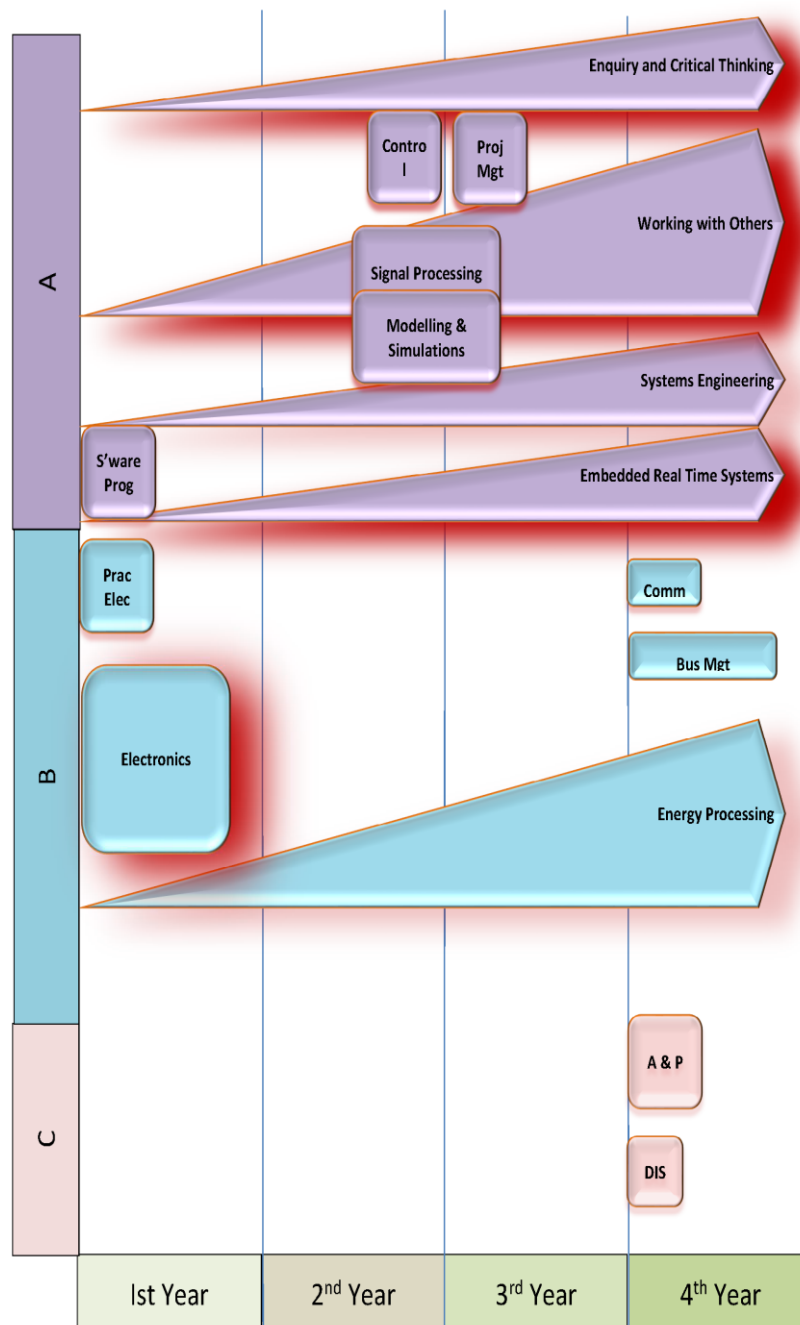 Enquiry and Critical Thinking
Contro
l
Proj
Mgt
Working with Others
Signal Processing
Modelling &
Simulations
Systems Engineering
A
S'ware
Prog
Embedded Real Time Systems
Prac
Elec
Comm
Bus Mgt
Electronics
B
Energy Processing
A & P
C
DIS
Ist Year
2nd Year
3rd Year
4th Year